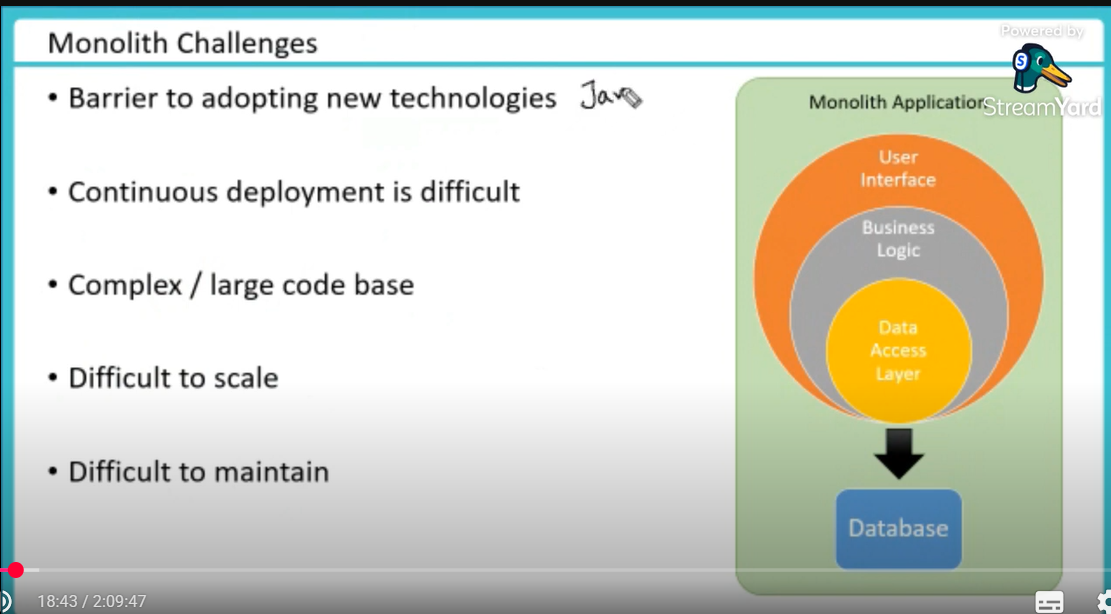 Monolith Challenges
Powered by
StreamYard
• Barrier to adopting new technologies
• Continuous deployment is difficult
• Complex / large code base
• Difficult to scale
• Difficult to maintain
Monolith Application
User
Interface
Business
Logic
Data
Access
Layer
Database
18:43 / 2:09:47